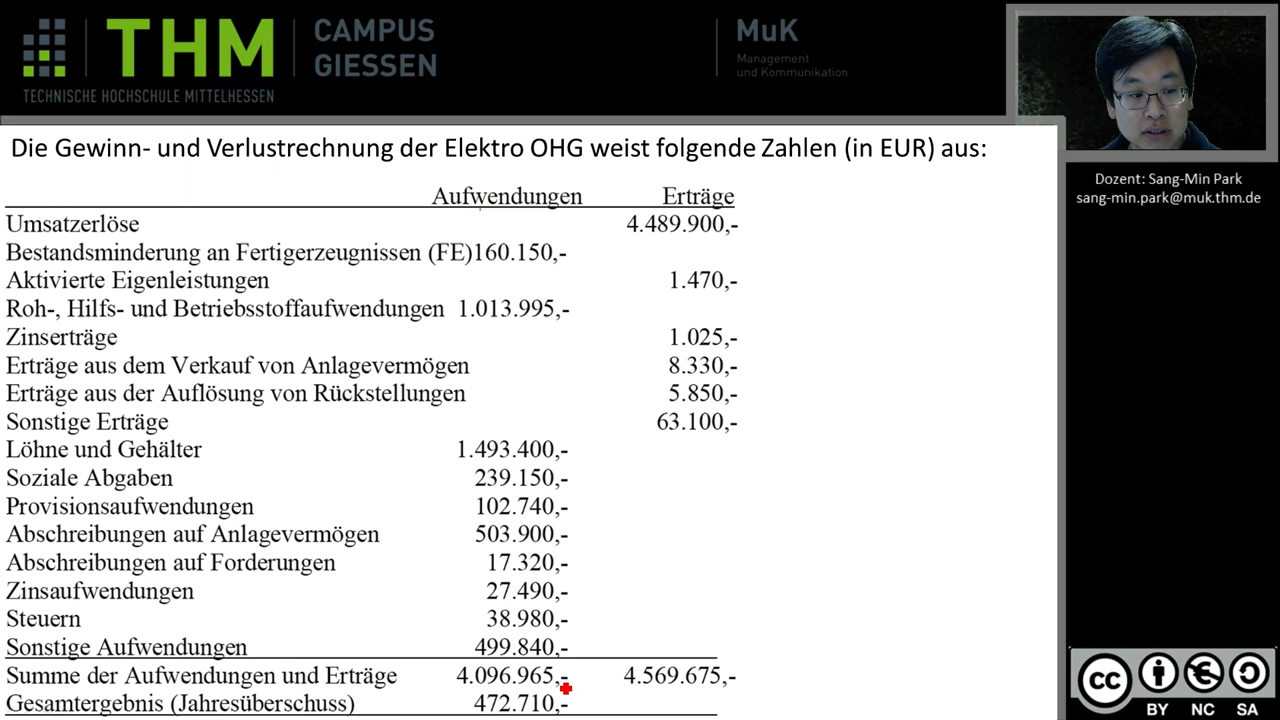 THM
CAMPUS
GIESSEN
TECHNISCHE HOCHSCHULE MITTELHESSEN
MuK
Management
und Kommunikation
Die Gewinn- und Verlustrechnung der Elektro OHG weist folgende Zahlen (in EUR) aus:
Aufwendungen Erträge
Umsatzerlöse 4.489.900,-
Bestandsminderung an Fertigerzeugnissen (FE)160.150,-
Aktivierte Eigenleistungen 1.470,-
Roh-, Hilfs- und Betriebsstoffaufwendungen 1.013.995,-
Zinserträge 1.025,-
Erträge aus dem Verkauf von Anlagevermögen 8.330,-
Erträge aus der Auflösung von Rückstellungen 5.850,-
Sonstige Erträge 63.100,-
Löhne und Gehälter 1.493.400,-
Soziale Abgaben 239.150,-
Provisionsaufwendungen 102.740,-
Abschreibungen auf Anlagevermögen 503.900,-
Abschreibungen auf Forderungen 17.320,-
Zinsaufwendungen 27.490,-
Steuern 38.980,-
Sonstige Aufwendungen 499.840,-
Summe der Aufwendungen und Erträge 4.096.965,- 4.569.675,-
Gesamtergebnis (Jahresüberschuss) 472.710,-
Dozent: Sang-Min Park
sang-min.park@muk.thm.de
cc
BY NC SA